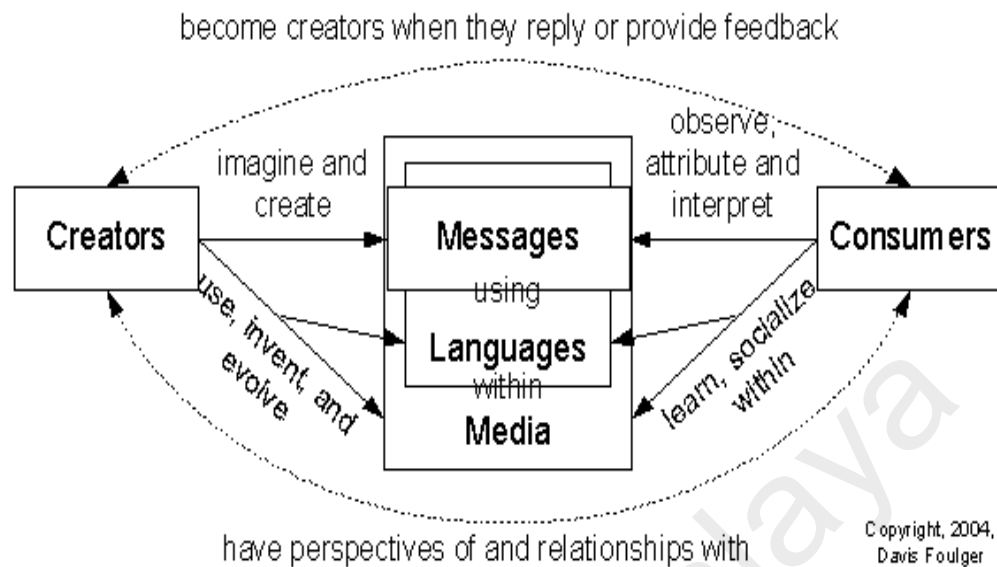 become creators when they reply or provide feedback
imagine and
create
observe,
attribute and
interpret
Creators
Messages
Consumers
using
Languages
within
Media
use, invent, and
evolve
learn, socialize
within
have perspectives of and relationships with
Copyright, 2004,
Davis Foulger
laya